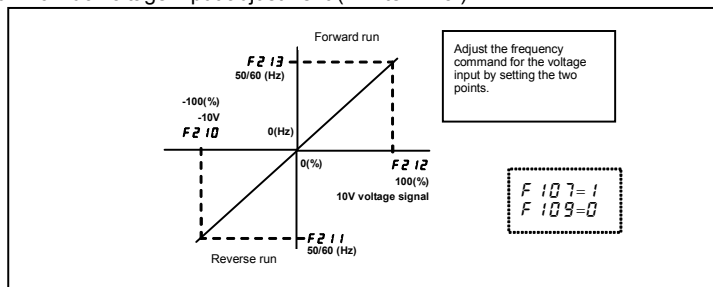 Forward run
F213
50/60 (Hz)
Adjust the frequency
command for the voltage
input by setting the two
points.
-100(%)
-10V
F210
0(Hz)
0(%)
F212
100(%)
10V voltage signal
F107=1
F109=0
F211
50/60 (Hz)
Reverse run